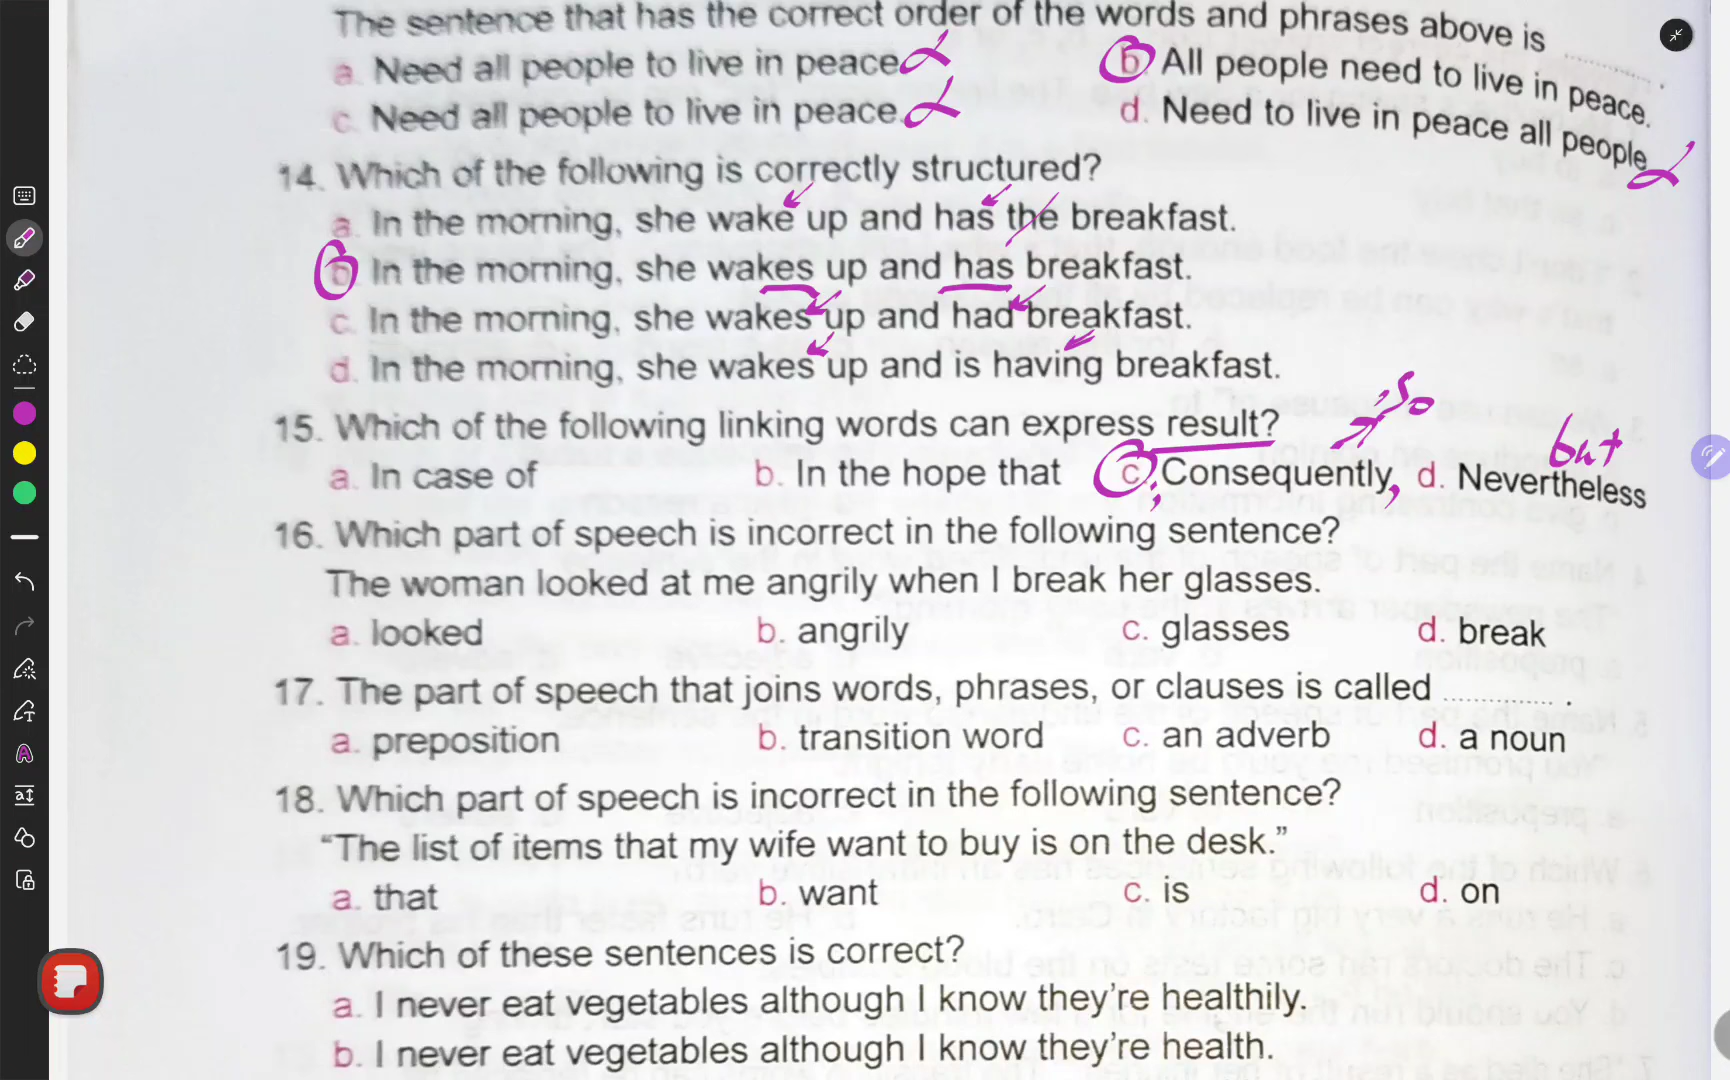 The sentence that has the correct order of the words and phrases above is ............ .
a. Need all people to live in peace.
b. All people need to live in peace.
c. Need all people to live in peace.
d. Need to live in peace all people
14. Which of the following is correctly structured?
a. In the morning, she wake up and has the breakfast.
b. In the morning, she wakes up and has breakfast.
c. In the morning, she wakes up and had breakfast.
d. In the morning, she wakes up and is having breakfast.
so
15. Which of the following linking words can express result?
but
a. In case of b. In the hope that c. ; Consequently, d. Nevertheless
16. Which part of speech is incorrect in the following sentence?
The woman looked at me angrily when I break her glasses.
a. looked b. angrily c. glasses d. break
17. The part of speech that joins words, phrases, or clauses is called ............ .
a. preposition b. transition word c. an adverb d. a noun
18. Which part of speech is incorrect in the following sentence?
“The list of items that my wife want to buy is on the desk.”
a. that b. want c. is d. on
19. Which of these sentences is correct?
a. I never eat vegetables although I know they’re healthily.
b. I never eat vegetables although I know they’re health.